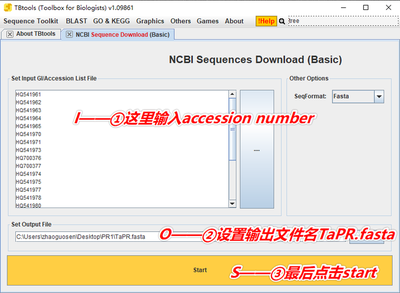 TBtools (Toolbox for Biologists) v1.09861
Sequence Toolkit BLAST GO & KEGG Graphics Others Games About !Help tree
About TBtools NCBI Sequence Download (Basic)
NCBI Sequences Download (Basic)
Set Input GI/Accession List File
Other Options
HQ541961
HQ541962
HQ541963
HQ541964
HQ541965
HQ541970
HQ541971
HQ700376
HQ700377
HQ541974
HQ541975
HQ541977
HQ541978
HQ541980
I——①这里输入accession number
...
SeqFormat: Fasta
Set Output File
C:\Users\zhaoguosen\Desktop\PR1\TaPR.fasta
O——②设置输出文件名TaPR.fasta
Start
S——③最后点击start